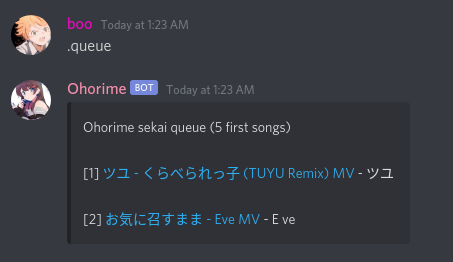 boo Today at 1:23 AM
.queue
Ohorime BOT Today at 1:23 AM
Ohorime sekai queue (5 first songs)
[1] ツユ - くらべられっ子 (TUYU Remix) MV - ツユ
[2] お気に召すまま - Eve MV - E ve